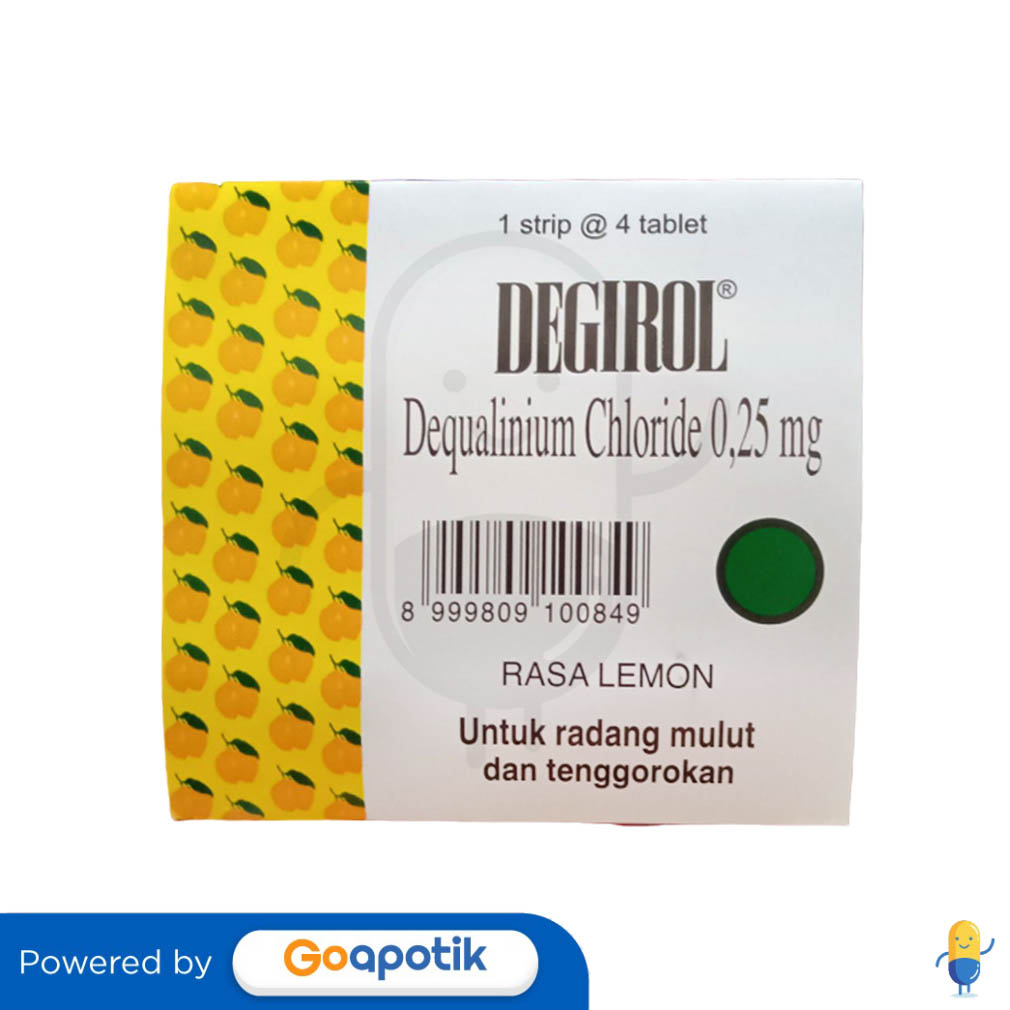 1 strip @ 4 tablet
DEGIROL®
Dequalinium Chloride 0,25 mg
8 999809 100849
RASA LEMON
Untuk radang mulut
dan tenggorokan
Powered by Goapotik